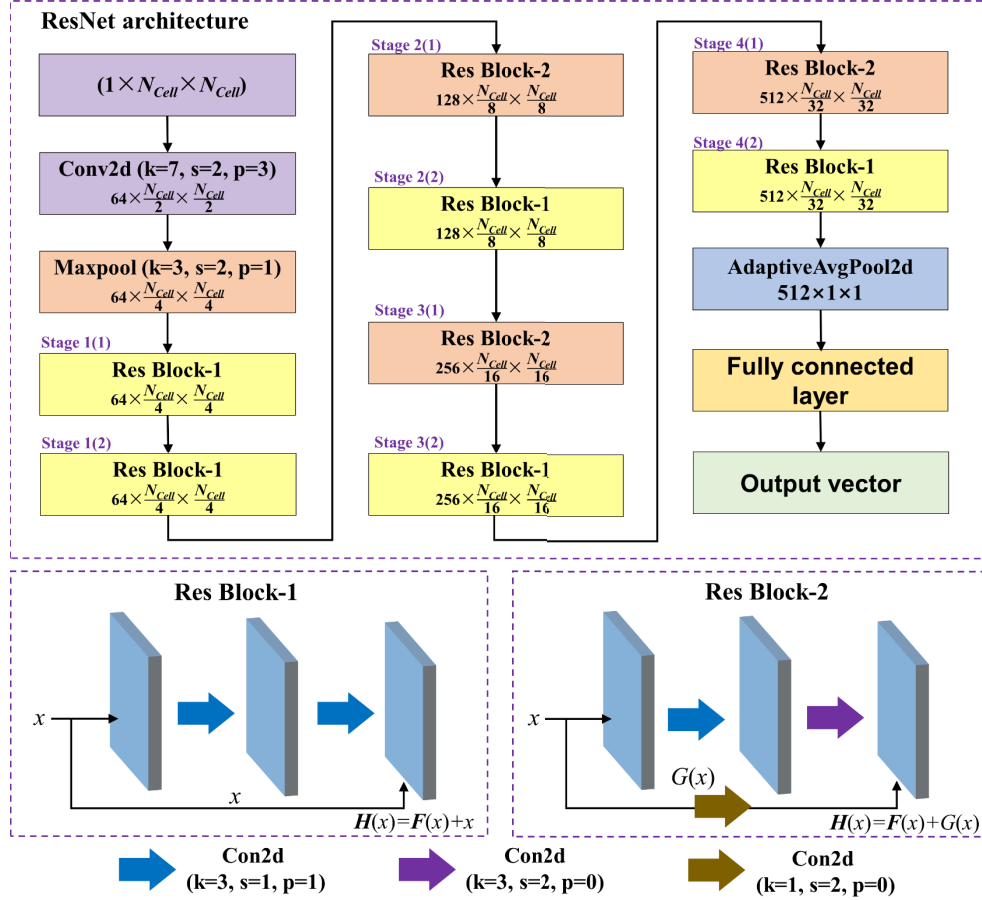 ResNet architecture
(1×N_Cell×N_Cell)
Conv2d (k=7, s=2, p=3)
64×N_Cell/2×N_Cell/2
Maxpool (k=3, s=2, p=1)
64×N_Cell/4×N_Cell/4
Stage 1(1)
Res Block-1
64×N_Cell/4×N_Cell/4
Stage 1(2)
Res Block-1
64×N_Cell/4×N_Cell/4
Stage 2(1)
Res Block-2
128×N_Cell/8×N_Cell/8
Stage 2(2)
Res Block-1
128×N_Cell/8×N_Cell/8
Stage 3(1)
Res Block-2
256×N_Cell/16×N_Cell/16
Stage 3(2)
Res Block-1
256×N_Cell/16×N_Cell/16
Stage 4(1)
Res Block-2
512×N_Cell/32×N_Cell/32
Stage 4(2)
Res Block-1
512×N_Cell/32×N_Cell/32
AdaptiveAvgPool2d
512×1×1
Fully connected
layer
Output vector
Res Block-1
x
x
H(x)=F(x)+x
Res Block-2
x
G(x)
H(x)=F(x)+G(x)
Con2d
(k=3, s=1, p=1)
Con2d
(k=3, s=2, p=0)
Con2d
(k=1, s=2, p=0)